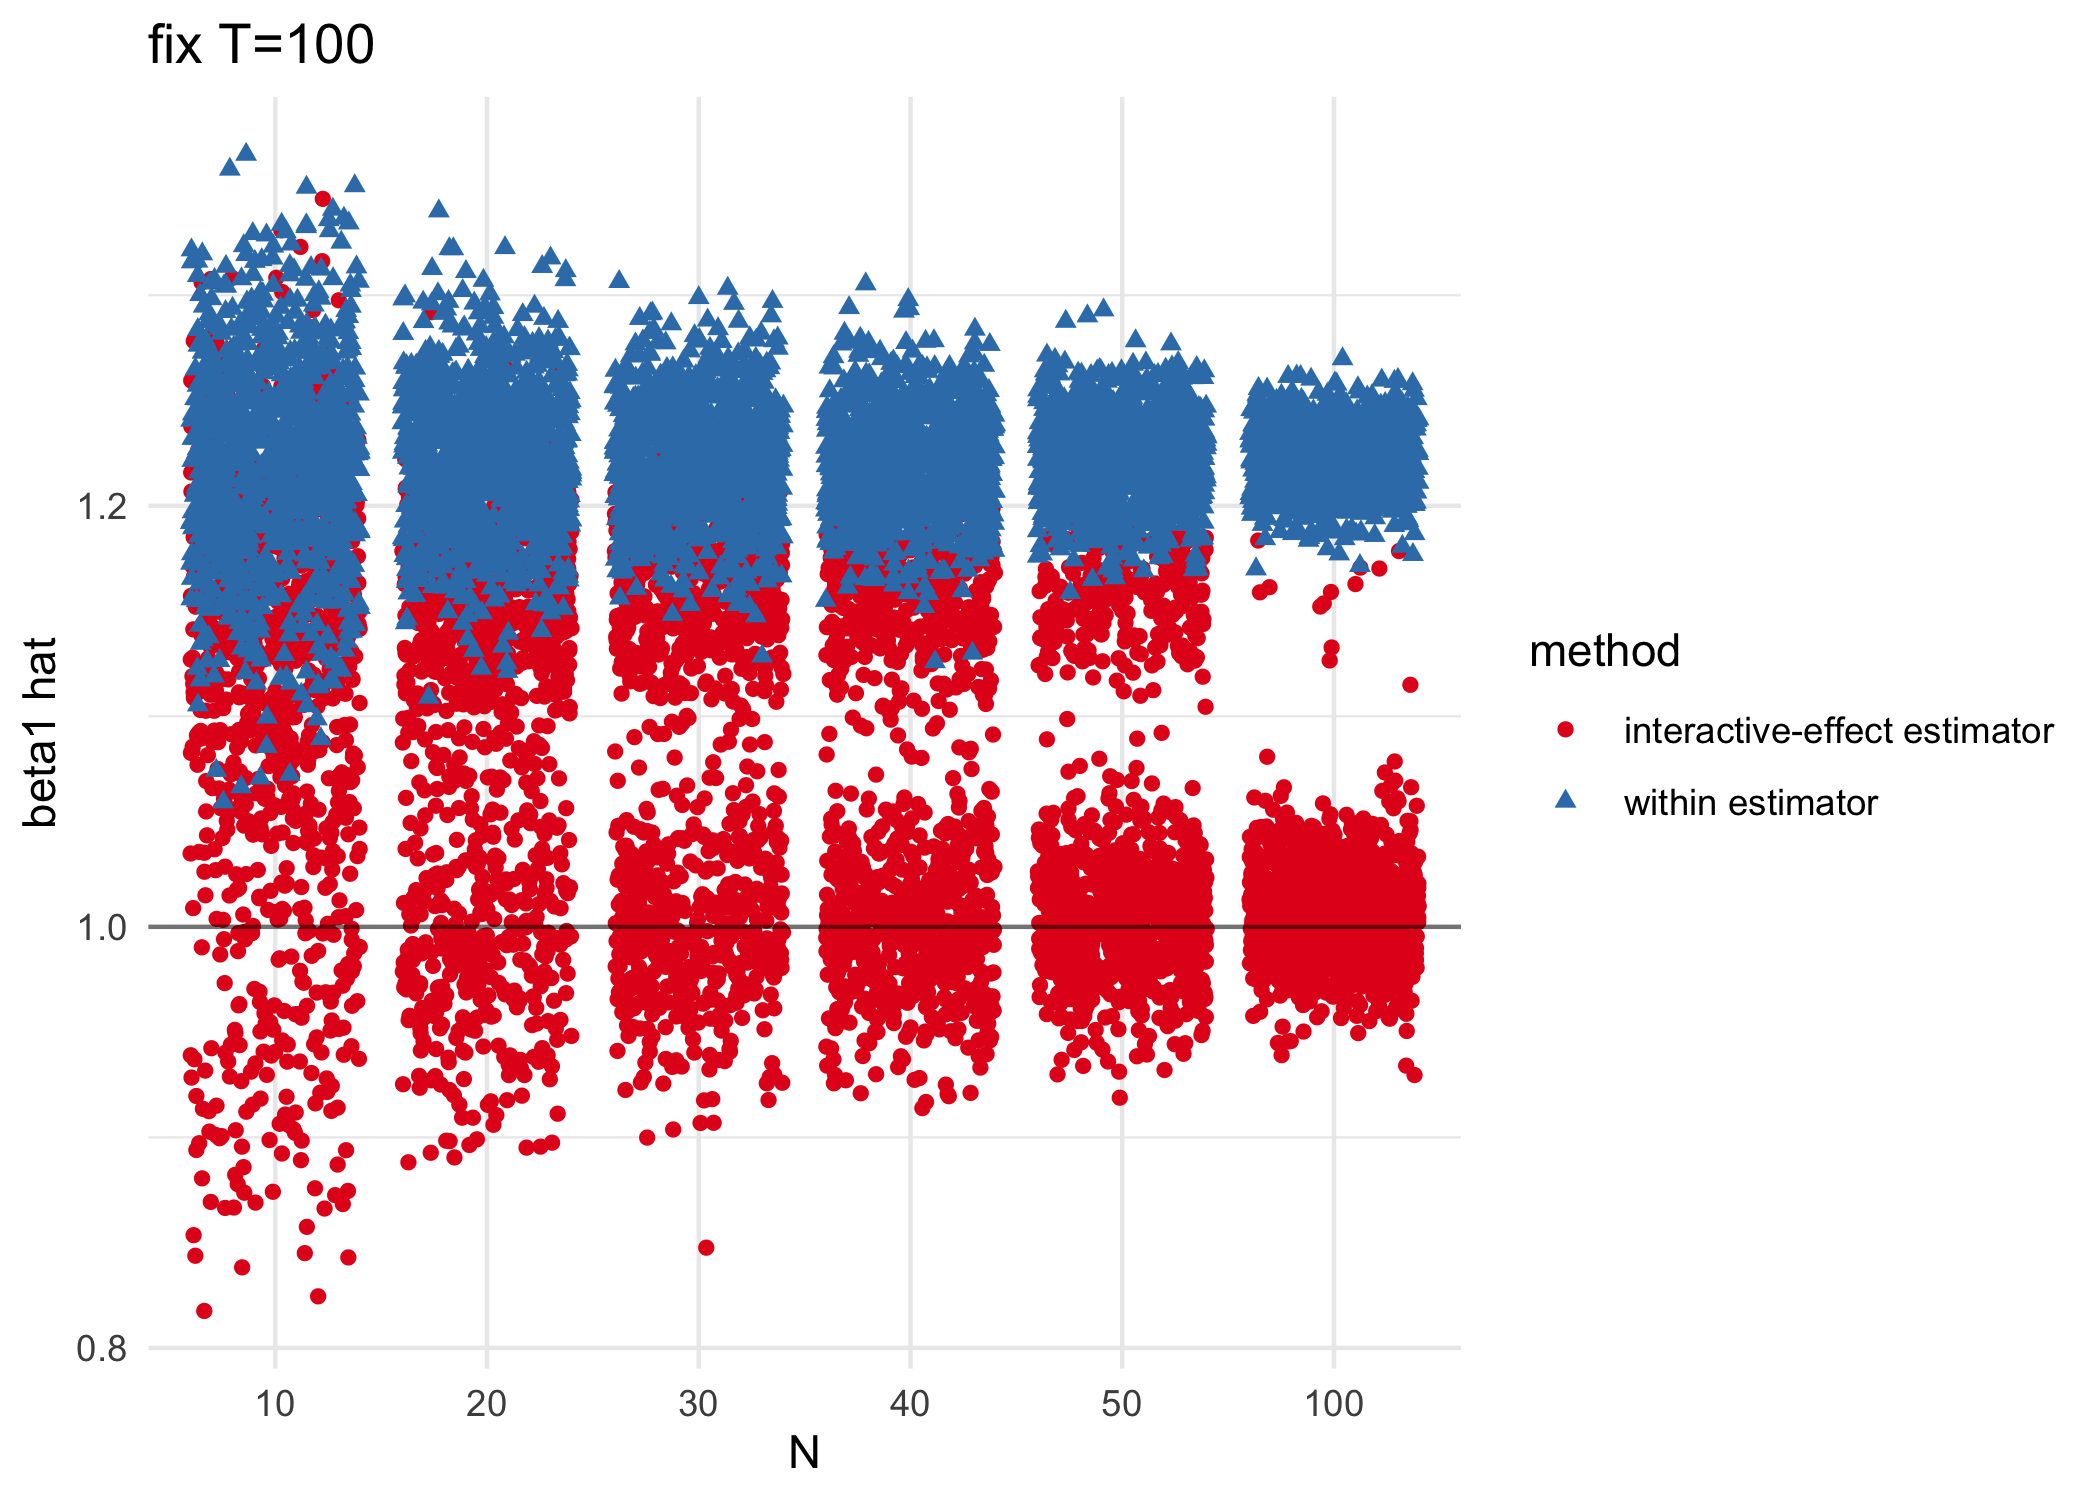 fix T=100
beta1 hat
1.2
1.0
0.8
10 20 30 40 50 100
N
method
interactive-effect estimator
within estimator